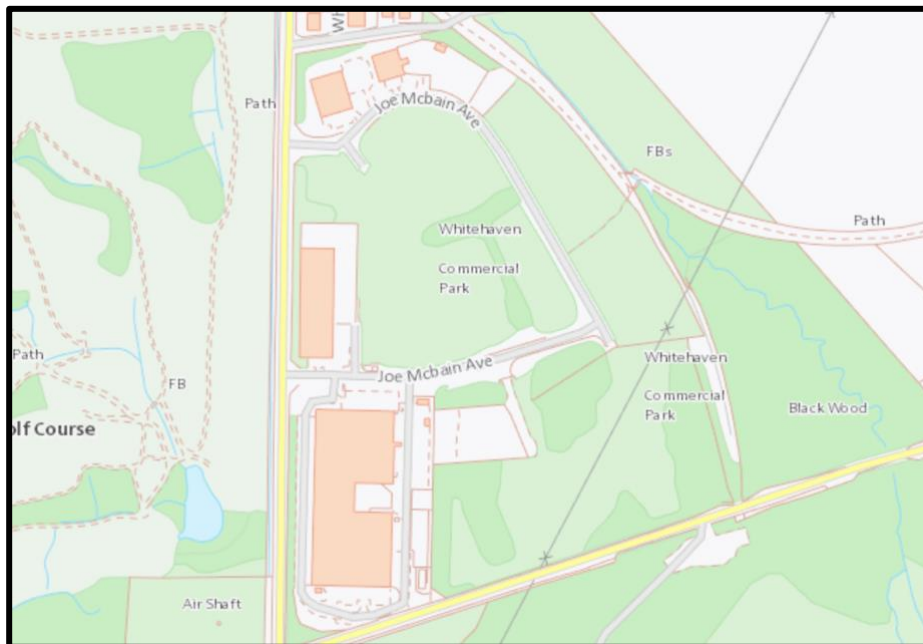 Wh
Path
Joe Mcbain Ave
FBs
Path
Whitehaven
Commercial
Park
Path
Joe Mcbain Ave
Whitehaven
FB
Commercial
Park
Black Wood
olf Course
Air Shaft